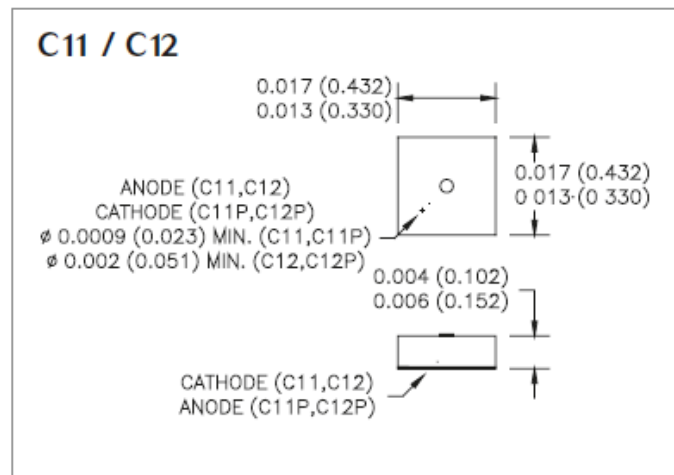 C11 / C12
0.017 (0.432)
0.013 (0.330)
0.017 (0.432)
0 013 (0 330)
ANODE (C11,C12)
CATHODE (C11P,C12P)
ø 0.0009 (0.023) MIN. (C11,C11P)
ø 0.002 (0.051) MIN. (C12,C12P)
0.004 (0.102)
0.006 (0.152)
CATHODE (C11,C12)
ANODE (C11P,C12P)